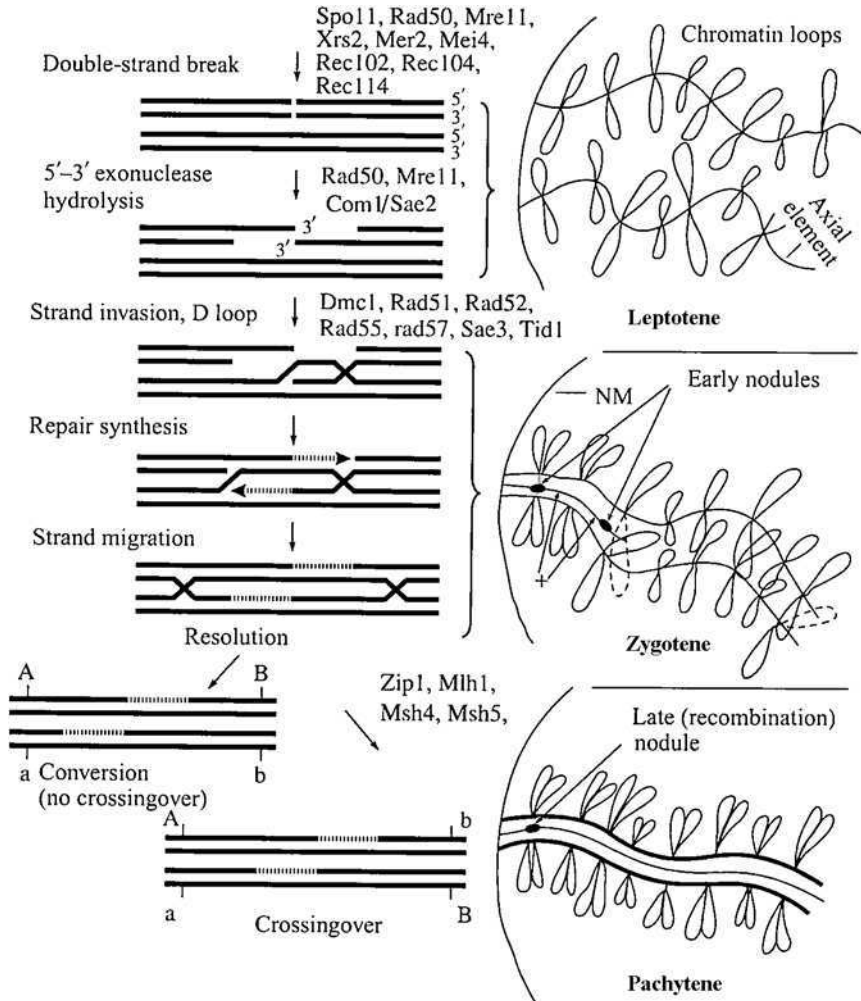 Spo11, Rad50, Mre11,
Xrs2, Mer2, Mei4,
Rec102, Rec104,
Rec114
Double-strand break
5′
3′
5′
3′
5′–3′ exonuclease
hydrolysis
Rad50, Mre11,
Com1/Sae2
3′
3′
Strand invasion, D loop
Dmc1, Rad51, Rad52,
Rad55, rad57, Sae3, Tid1
Repair synthesis
Strand migration
Resolution
A
B
a
b
Conversion
(no crossingover)
Zip1, Mlh1,
Msh4, Msh5,
A
b
a
B
Crossingover
Chromatin loops
Axial
element
Leptotene
Early nodules
NM
+
Zygotene
Late (recombination)
nodule
Pachytene